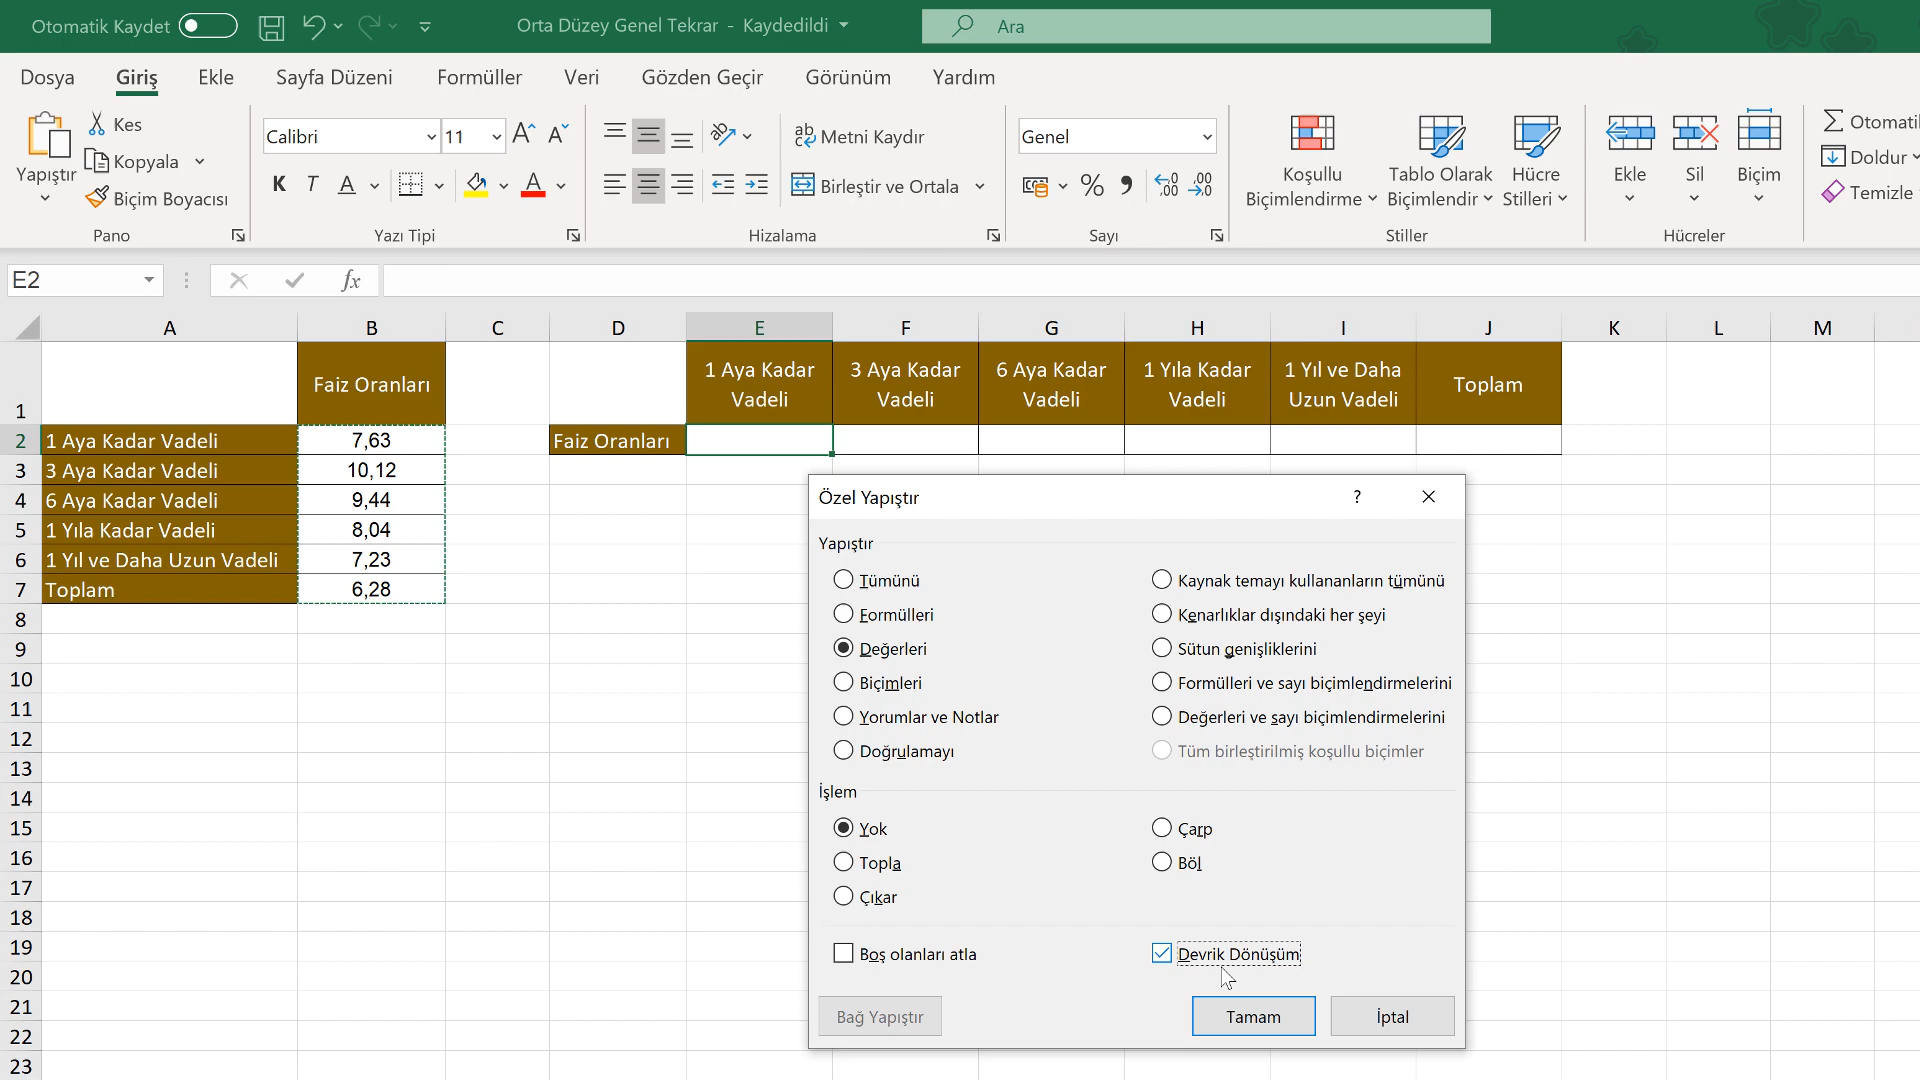 Otomatik Kaydet
Orta Düzey Genel Tekrar - Kaydedildi
Ara
Dosya Giriş Ekle Sayfa Düzeni Formüller Veri Gözden Geçir Görünüm Yardım
Yapıştır
Kes
Kopyala
Biçim Boyacısı
Pano
Calibri 11
K T A A
Yazı Tipi
ab Metni Kaydır
Birleştir ve Ortala
Hizalama
Genel
% ,00 ,0 ,0 ,00
Sayı
Koşullu Biçimlendirme
Tablo Olarak Biçimlendir
Hücre Stilleri
Stiller
Ekle
Sil
Biçim
Hücreler
Otomati
Doldur
Temizle
E2 fx
A B C D E F G H I J K L M
1 Faiz Oranları 1 Aya Kadar Vadeli 3 Aya Kadar Vadeli 6 Aya Kadar Vadeli 1 Yıla Kadar Vadeli 1 Yıl ve Daha Uzun Vadeli Toplam
2 1 Aya Kadar Vadeli 7,63 Faiz Oranları
3 3 Aya Kadar Vadeli 10,12
4 6 Aya Kadar Vadeli 9,44
5 1 Yıla Kadar Vadeli 8,04
6 1 Yıl ve Daha Uzun Vadeli 7,23
7 Toplam 6,28
8
9
10
11
12
13
14
15
16
17
18
19
20
21
22
23
Özel Yapıştır ?
Yapıştır
Tümünü Kaynak temayı kullananların tümünü
Formülleri Kenarlıklar dışındaki her şeyi
Değerleri Sütun genişliklerini
Biçimleri Formülleri ve sayı biçimlendirmelerini
Yorumlar ve Notlar Değerleri ve sayı biçimlendirmelerini
Doğrulamayı Tüm birleştirilmiş koşullu biçimler
İşlem
Yok Çarp
Topla Böl
Çıkar
Boş olanları atla Devrik Dönüşüm
Bağ Yapıştır Tamam İptal